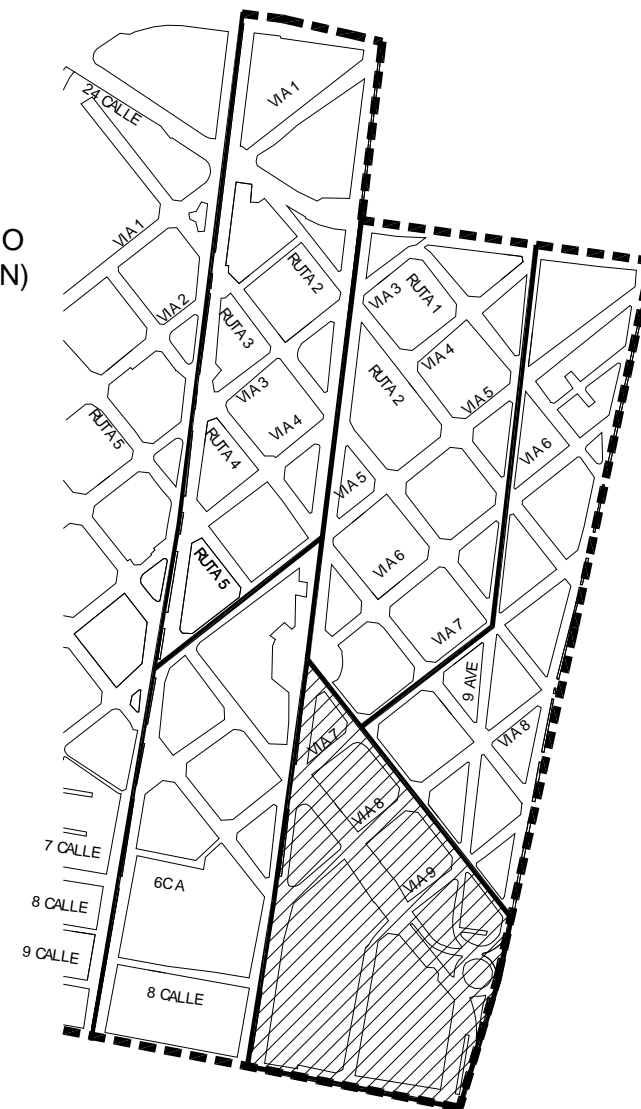 VIA 1
24 CALLE
O
VIA 1
N)
RUTA 2
VIA 3
RUTA 1
VIA 2
RUTA 3
VIA 4
VIA 3
RUTA 2
VIA 5
RUTA 5
VIA 4
RUTA 4
VIA 6
VIA 5
RUTA 5
VIA 6
VIA 7
9 AVE
VIA 7
VIA 8
VIA 8
7 CALLE
VIA 9
6CA
8 CALLE
9 CALLE
8 CALLE